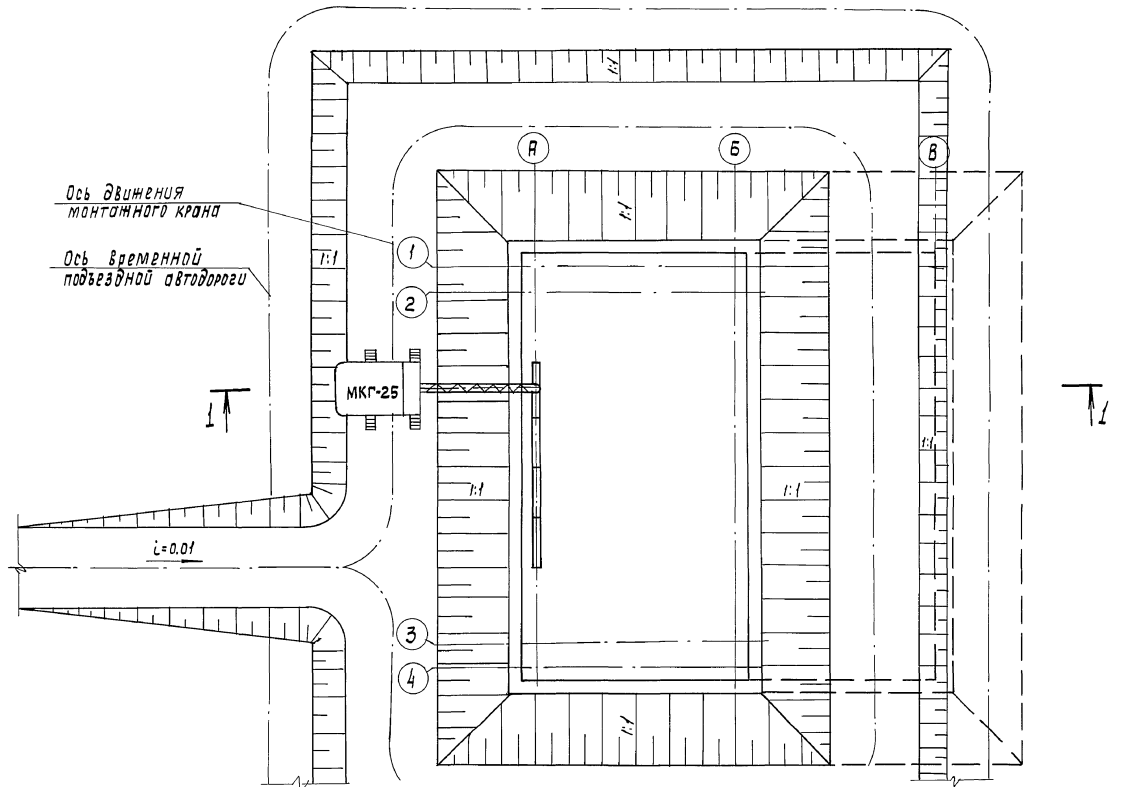 1:1
А
Б
В
Ось движения
монтажного крана
1:1
1
1:1
Ось временной
подъездной автодороги
2
МКГ-25
1
1
1:1
1:1
1:1
i=0.01
3
4
1:1